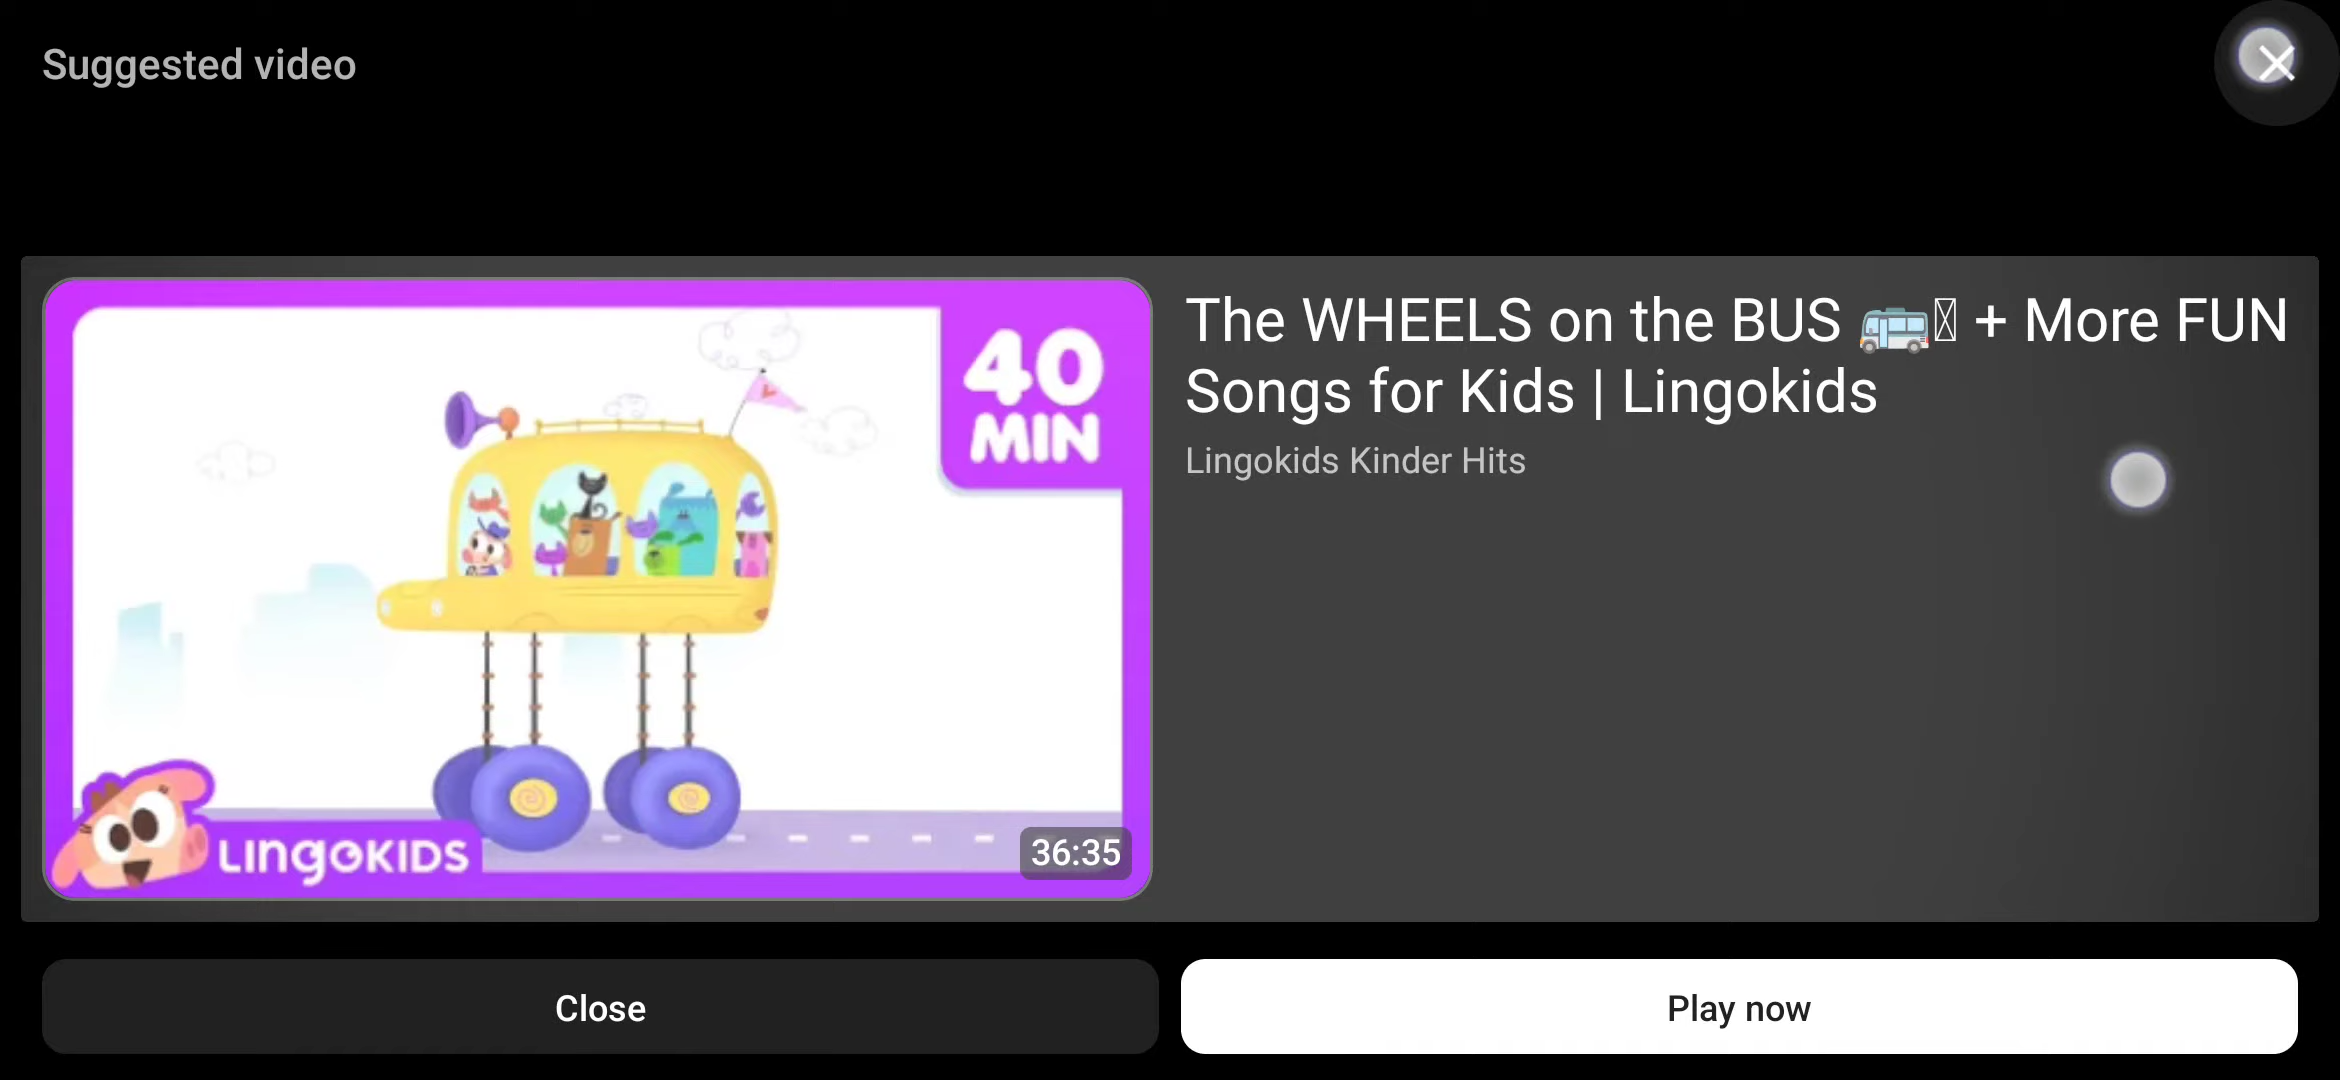 Suggested video
40
MIN
LINGOKIDS
36:35
The WHEELS on the BUS 🚌 + More FUN
Songs for Kids | Lingokids
Lingokids Kinder Hits
Close
Play now